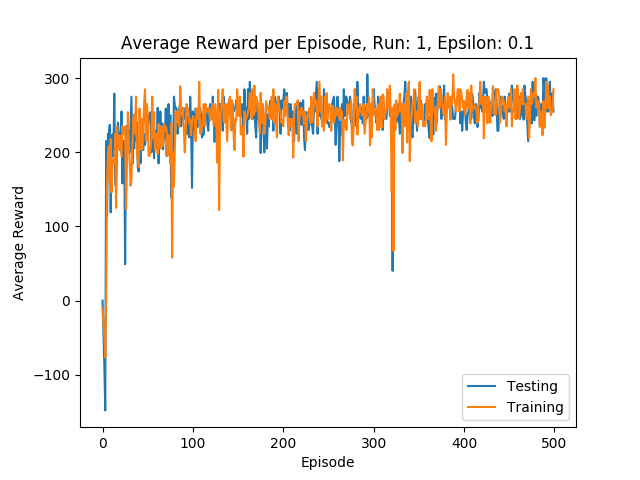 Average Reward per Episode, Run: 1, Epsilon: 0.1
Average Reward
300
200
100
0
−100
0
100
200
300
400
500
Episode
Testing
Training